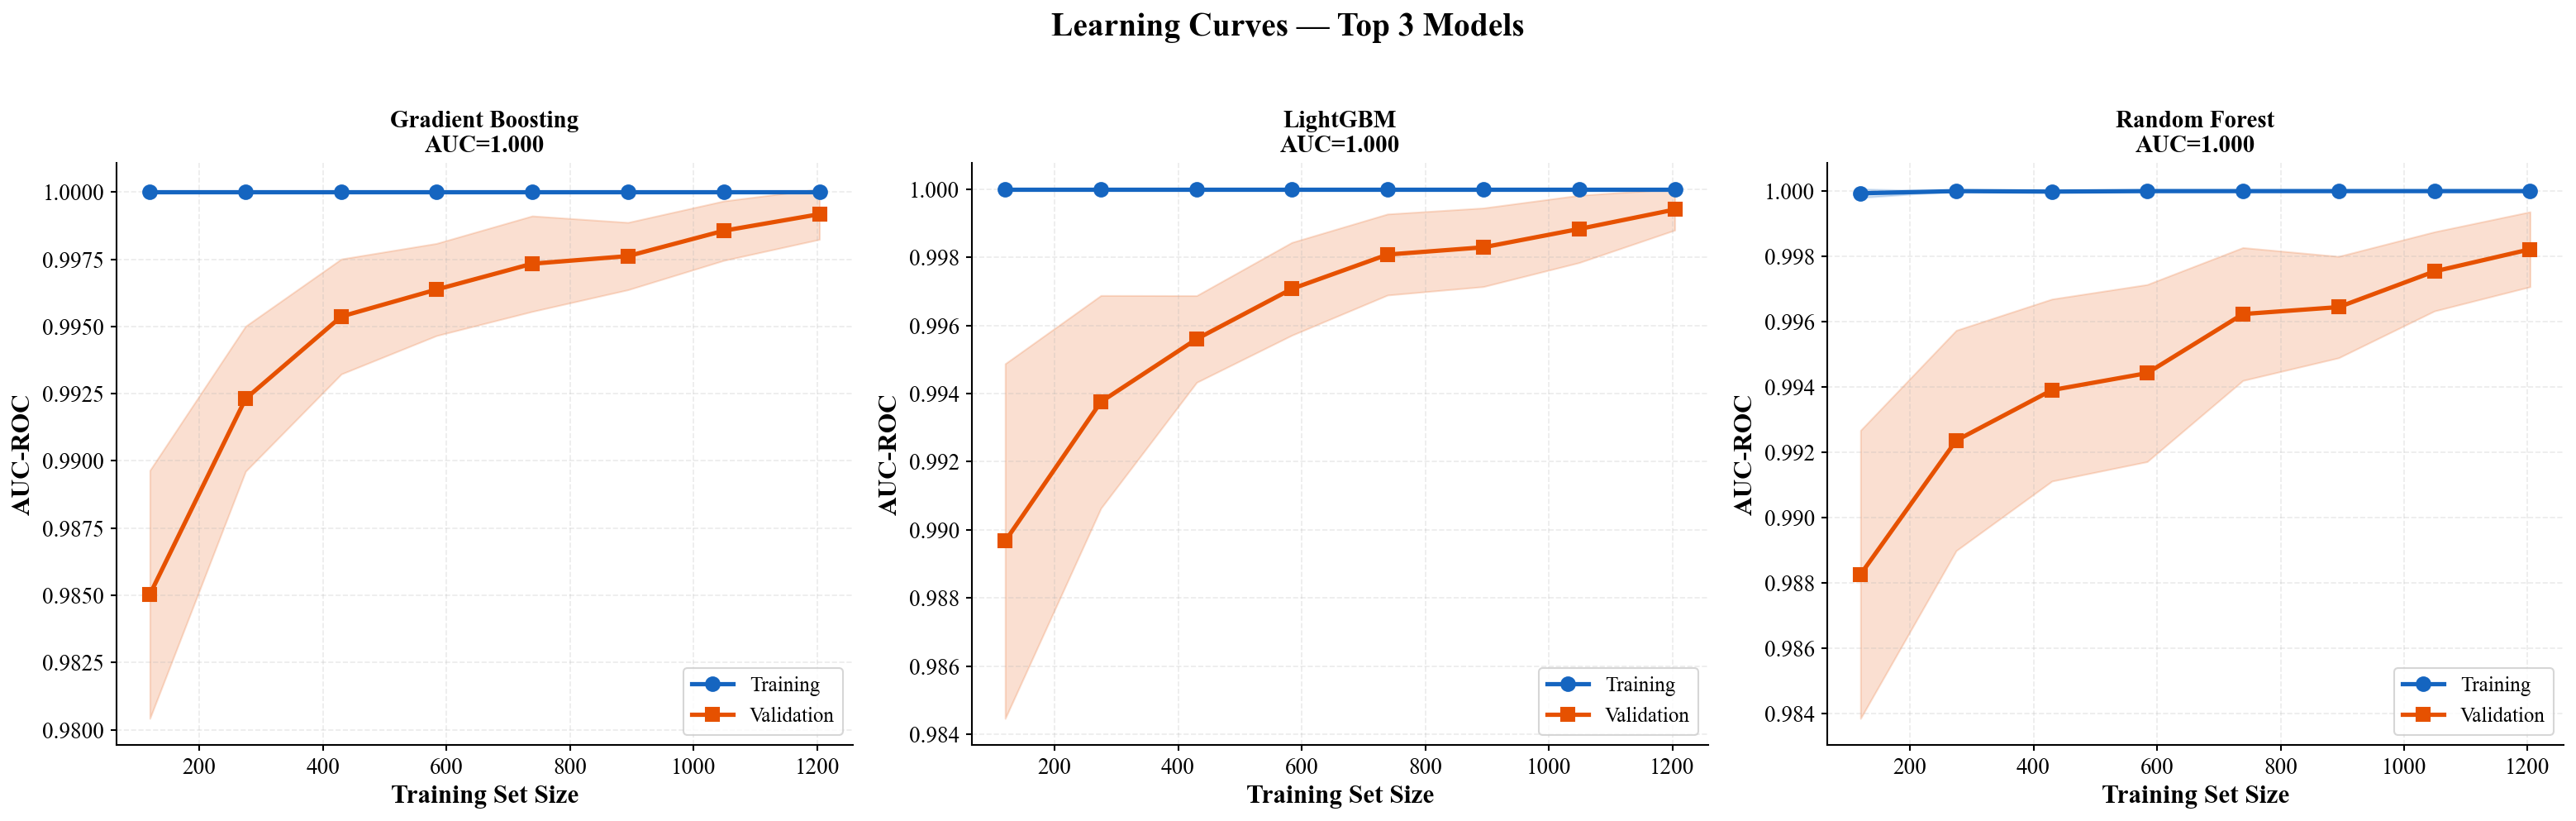 Learning Curves — Top 3 Models
Gradient Boosting
AUC=1.000
AUC-ROC
1.0000
0.9975
0.9950
0.9925
0.9900
0.9875
0.9850
0.9825
0.9800
200 400 600 800 1000 1200
Training Set Size
Training
Validation
LightGBM
AUC=1.000
AUC-ROC
1.000
0.998
0.996
0.994
0.992
0.990
0.988
0.986
0.984
200 400 600 800 1000 1200
Training Set Size
Training
Validation
Random Forest
AUC=1.000
AUC-ROC
1.000
0.998
0.996
0.994
0.992
0.990
0.988
0.986
0.984
200 400 600 800 1000 1200
Training Set Size
Training
Validation